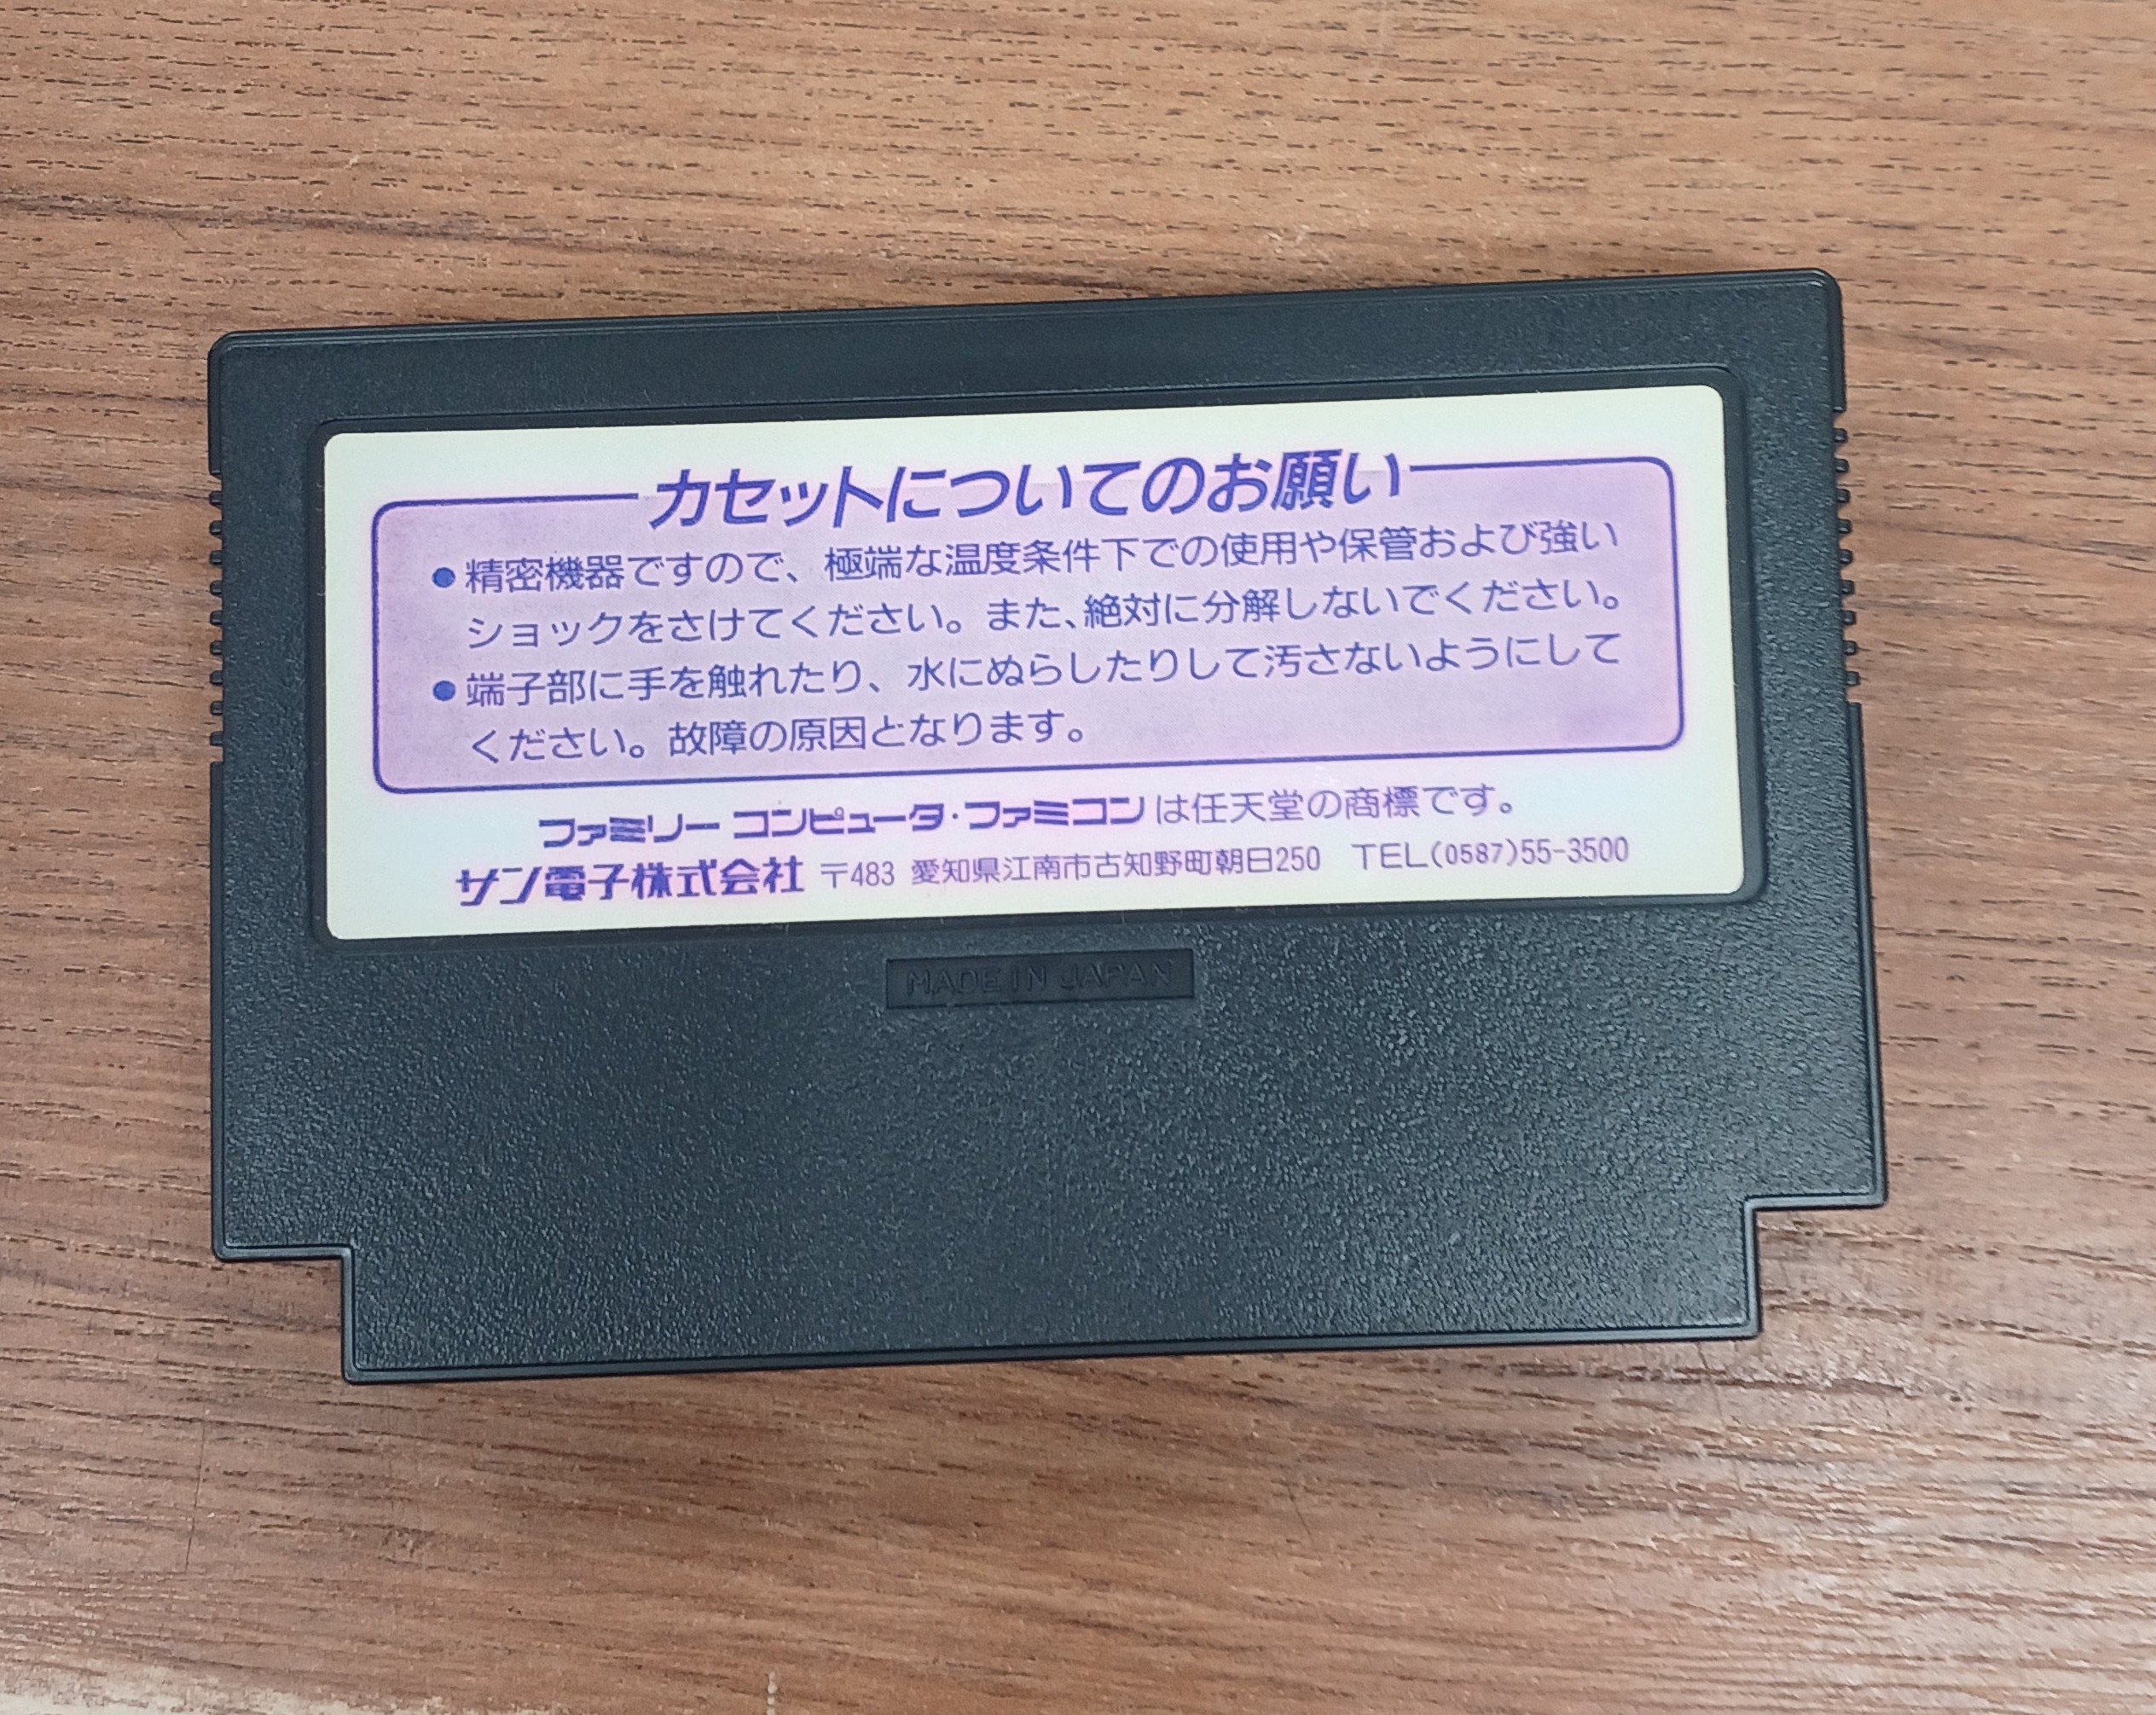 カセットについてのお願い
●精密機器ですので、極端な温度条件下での使用や保管および強い
ショックをさけてください。また、絶対に分解しないでください。
●端子部に手を触れたり、水にぬらしたりして汚さないようにして
ください。故障の原因となります。
ファミリーコンピュータ・ファミコンは任天堂の商標です。
サン電子株式会社 〒483 愛知県江南市古知野町朝日250 TEL(0587)55-3500
MADE IN JAPAN